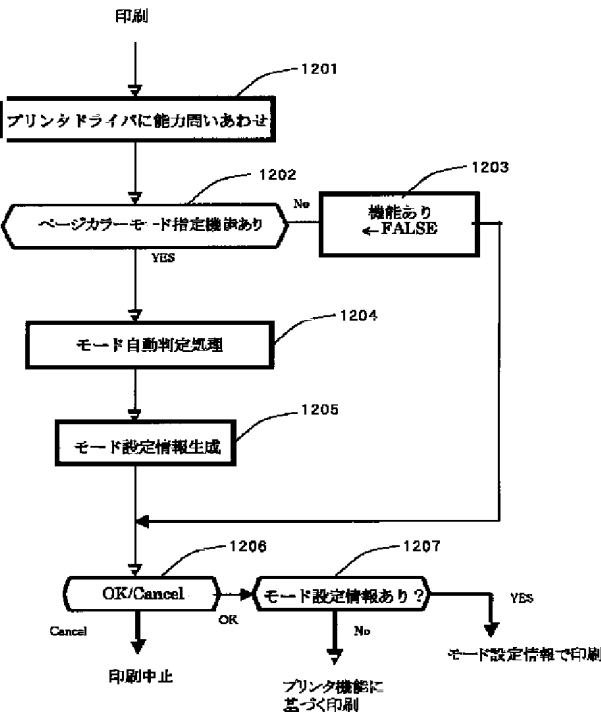 印刷
1201
プリンタドライバに能力問いあわせ
1202
1203
ページカラーモード指定機能あり
No
機能あり
←FALSE
YES
1204
モード自動判定処理
1205
モード設定情報生成
1206
1207
OK/Cancel
モード設定情報あり?
Cancel
OK
No
YES
印刷中止
モード設定情報で印刷
プリンタ機能に
基づく印刷